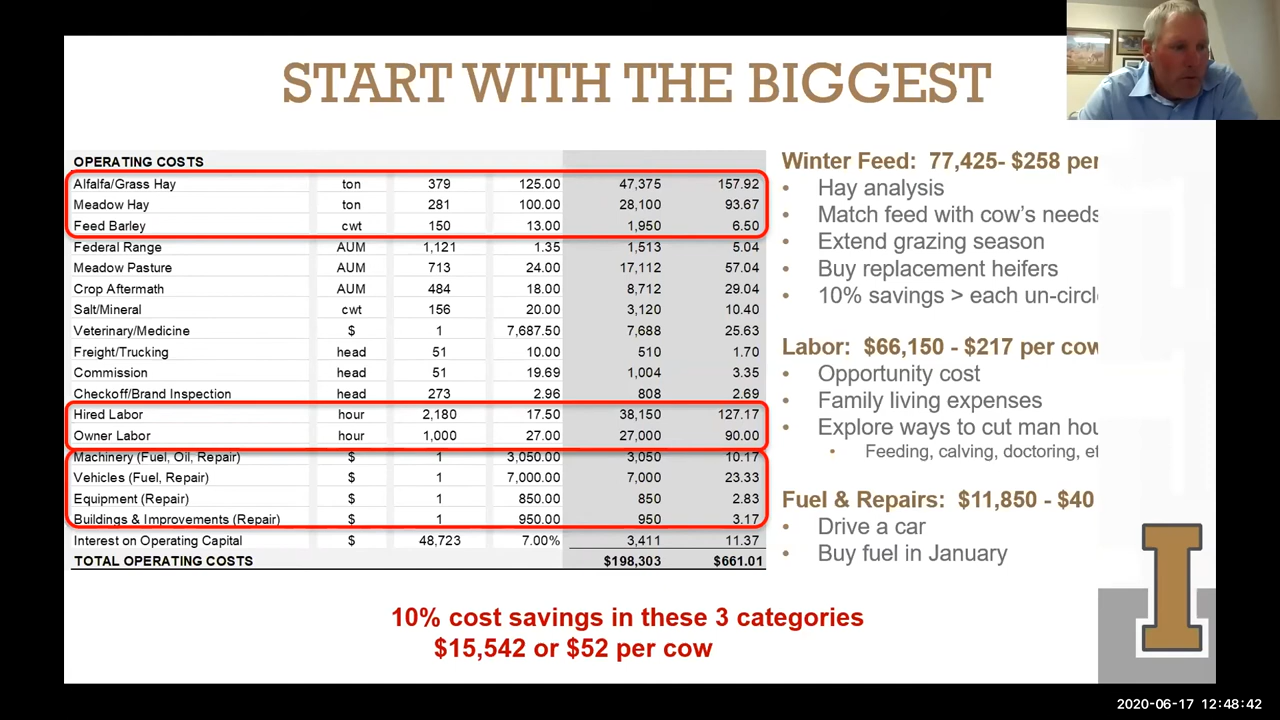 START WITH THE BIGGEST
OPERATING COSTS
Alfalfa/Grass Hay ton 379 125.00 47,375 157.92
Meadow Hay ton 281 100.00 28,100 93.67
Feed Barley cwt 150 13.00 1,950 6.50
Federal Range AUM 1,121 1.35 1,513 5.04
Meadow Pasture AUM 713 24.00 17,112 57.04
Crop Aftermath AUM 484 18.00 8,712 29.04
Salt/Mineral cwt 156 20.00 3,120 10.40
Veterinary/Medicine $ 1 7,687.50 7,688 25.63
Freight/Trucking head 51 10.00 510 1.70
Commission head 51 19.69 1,004 3.35
Checkoff/Brand Inspection head 273 2.96 808 2.69
Hired Labor hour 2,180 17.50 38,150 127.17
Owner Labor hour 1,000 27.00 27,000 90.00
Machinery (Fuel, Oil, Repair) $ 1 3,050.00 3,050 10.17
Vehicles (Fuel, Repair) $ 1 7,000.00 7,000 23.33
Equipment (Repair) $ 1 850.00 850 2.83
Buildings & Improvements (Repair) $ 1 950.00 950 3.17
Interest on Operating Capital $ 48,723 7.00% 3,411 11.37
TOTAL OPERATING COSTS $198,303 $661.01
Winter Feed: 77,425- $258 per
• Hay analysis
• Match feed with cow's needs
• Extend grazing season
• Buy replacement heifers
• 10% savings > each un-circl
Labor: $66,150 - $217 per cow
• Opportunity cost
• Family living expenses
• Explore ways to cut man hou
• Feeding, calving, doctoring, et
Fuel & Repairs: $11,850 - $40
• Drive a car
• Buy fuel in January
10% cost savings in these 3 categories
$15,542 or $52 per cow
I
2020-06-17 12:48:42